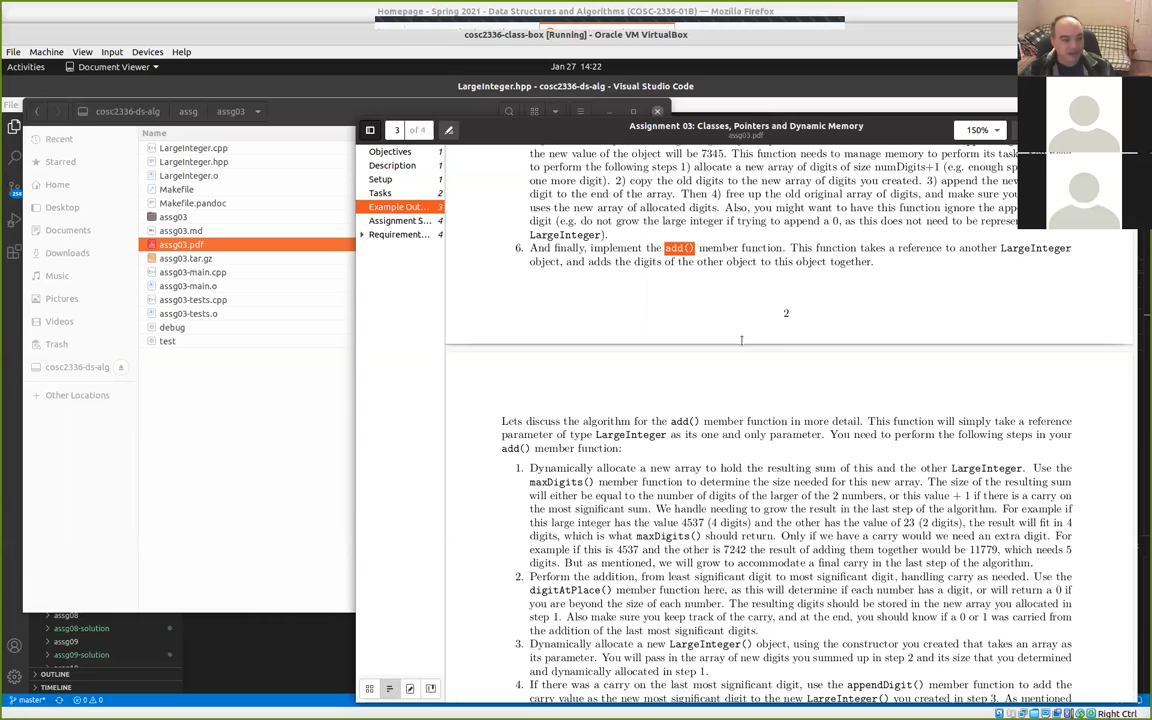 Homepage - Spring 2021 - Data Structures and Algorithms (COSC-2336-01B) — Mozilla Firefox
cosc2336-class-box [Running] - Oracle VM VirtualBox
File Machine View Input Devices Help
Activities Document Viewer Jan 27 14:22
LargeInteger.hpp - cosc2336-ds-alg - Visual Studio Code
File
cosc2336-ds-alg assg assg03
Recent
Starred
Home
Desktop
Documents
Downloads
Music
Pictures
Videos
Trash
cosc2336-ds-alg
+ Other Locations
Name
LargeInteger.cpp
LargeInteger.hpp
LargeInteger.o
Makefile
Makefile.pandoc
assg03
assg03.md
assg03.pdf
assg03.tar.gz
assg03-main.cpp
assg03-main.o
assg03-tests.cpp
assg03-tests.o
debug
test
3 of 4
Assignment 03: Classes, Pointers and Dynamic Memory
assg03.pdf
150%
Objectives 1
Description 1
Setup 1
Tasks 2
Example Out... 3
Assignment S... 4
Requirement... 4
the new value of the object will be 7345. This function needs to manage memory to perform its task
to perform the following steps 1) allocate a new array of digits of size numDigits+1 (e.g. enough sp
one more digit). 2) copy the old digits to the new array of digits you created. 3) append the new
digit to the end of the array. Then 4) free up the old original array of digits, and make sure you
uses the new array of allocated digits. Also, you might want to have this function ignore the appe
digit (e.g. do not grow the large integer if trying to append a 0, as this does not need to be represe
LargeInteger).
6. And finally, implement the add() member function. This function takes a reference to another LargeInteger
object, and adds the digits of the other object to this object together.
2
Lets discuss the algorithm for the add() member function in more detail. This function will simply take a reference
parameter of type LargeInteger as its one and only parameter. You need to perform the following steps in your
add() member function:
1. Dynamically allocate a new array to hold the resulting sum of this and the other LargeInteger. Use the
maxDigits() member function to determine the size needed for this new array. The size of the resulting sum
will either be equal to the number of digits of the larger of the 2 numbers, or this value + 1 if there is a carry on
the most significant sum. We handle needing to grow the result in the last step of the algorithm. For example if
this large integer has the value 4537 (4 digits) and the other has the value of 23 (2 digits), the result will fit in 4
digits, which is what maxDigits() should return. Only if we have a carry would we need an extra digit. For
example if this is 4537 and the other is 7242 the result of adding them together would be 11779, which needs 5
digits. But as mentioned, we will grow to accommodate a final carry in the last step of the algorithm.
2. Perform the addition, from least significant digit to most significant digit, handling carry as needed. Use the
digitAtPlace() member function here, as this will determine if each number has a digit, or will return a 0 if
you are beyond the size of each number. The resulting digits should be stored in the new array you allocated in
step 1. Also make sure you keep track of the carry, and at the end, you should know if a 0 or 1 was carried from
the addition of the last most significant digits.
3. Dynamically allocate a new LargeInteger() object, using the constructor you created that takes an array as
its parameter. You will pass in the array of new digits you summed up in step 2 and its size that you determined
and dynamically allocated in step 1.
4. If there was a carry on the last most significant digit, use the appendDigit() member function to add the
carry value as the new most significant digit to the new LargeInteger() you created in step 3. As mentioned
assg08
assg08-solution
assg09
assg09-solution
OUTLINE
TIMELINE
master* 0 0
Right Ctrl